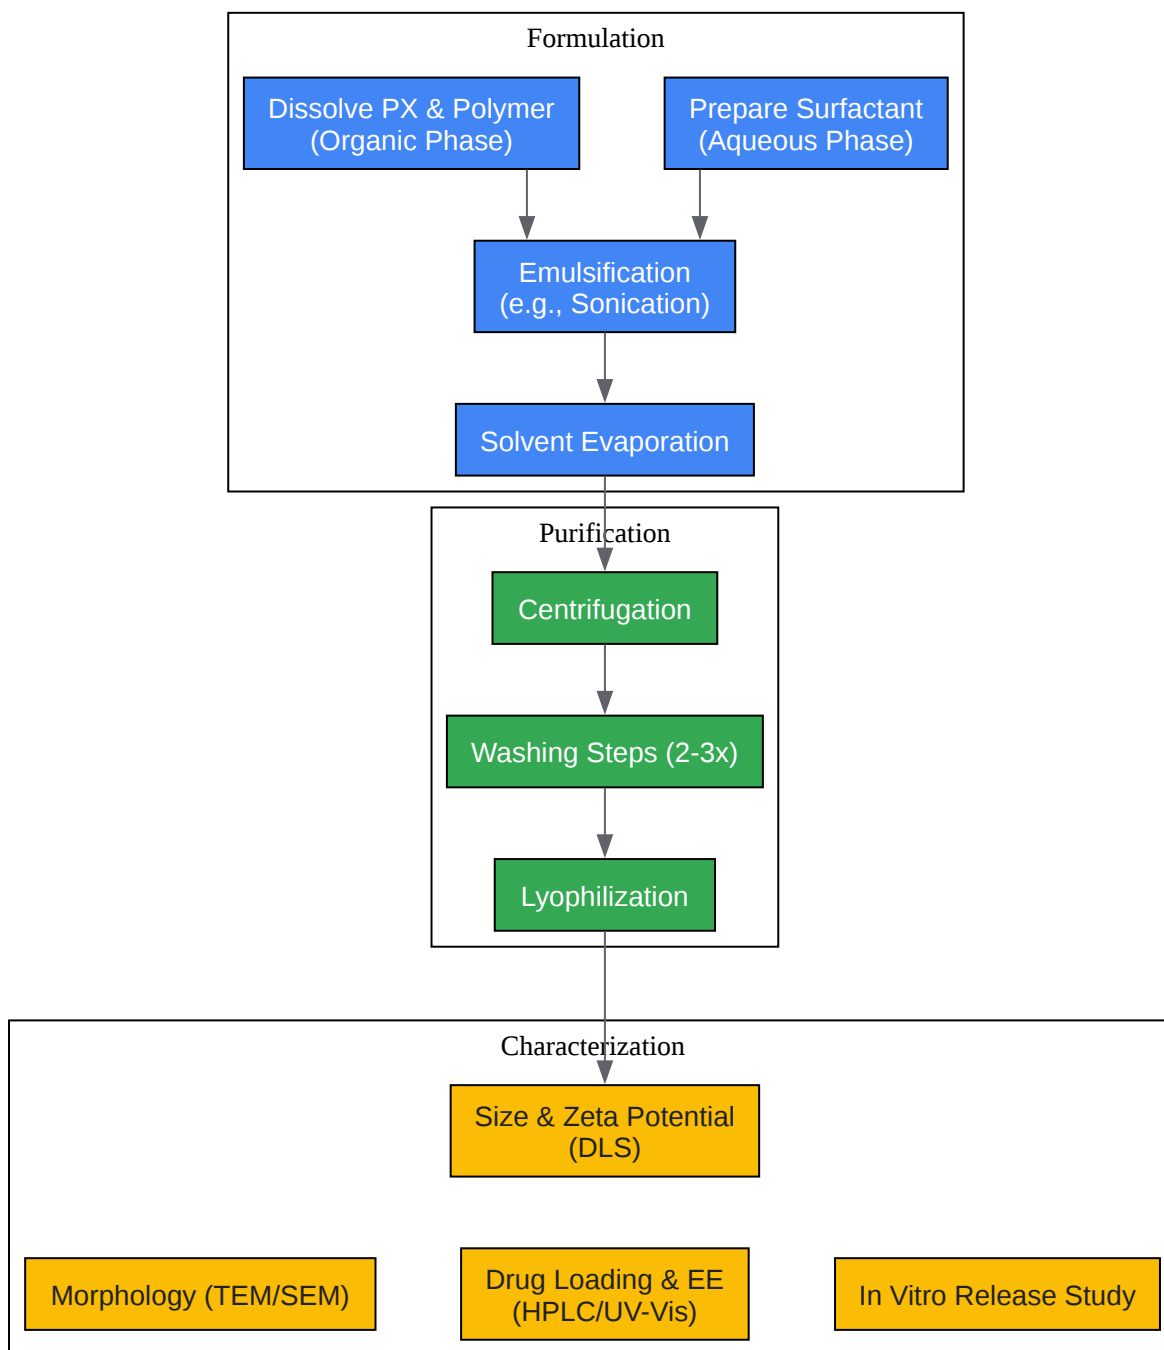 Formulation
Dissolve PX & Polymer
(Organic Phase)
Prepare Surfactant
(Aqueous Phase)
Emulsification
(e.g., Sonication)
Solvent Evaporation
Purification
Centrifugation
Washing Steps (2-3x)
Lyophilization
Characterization
Size & Zeta Potential
(DLS)
Morphology (TEM/SEM)
Drug Loading & EE
(HPLC/UV-Vis)
In Vitro Release Study